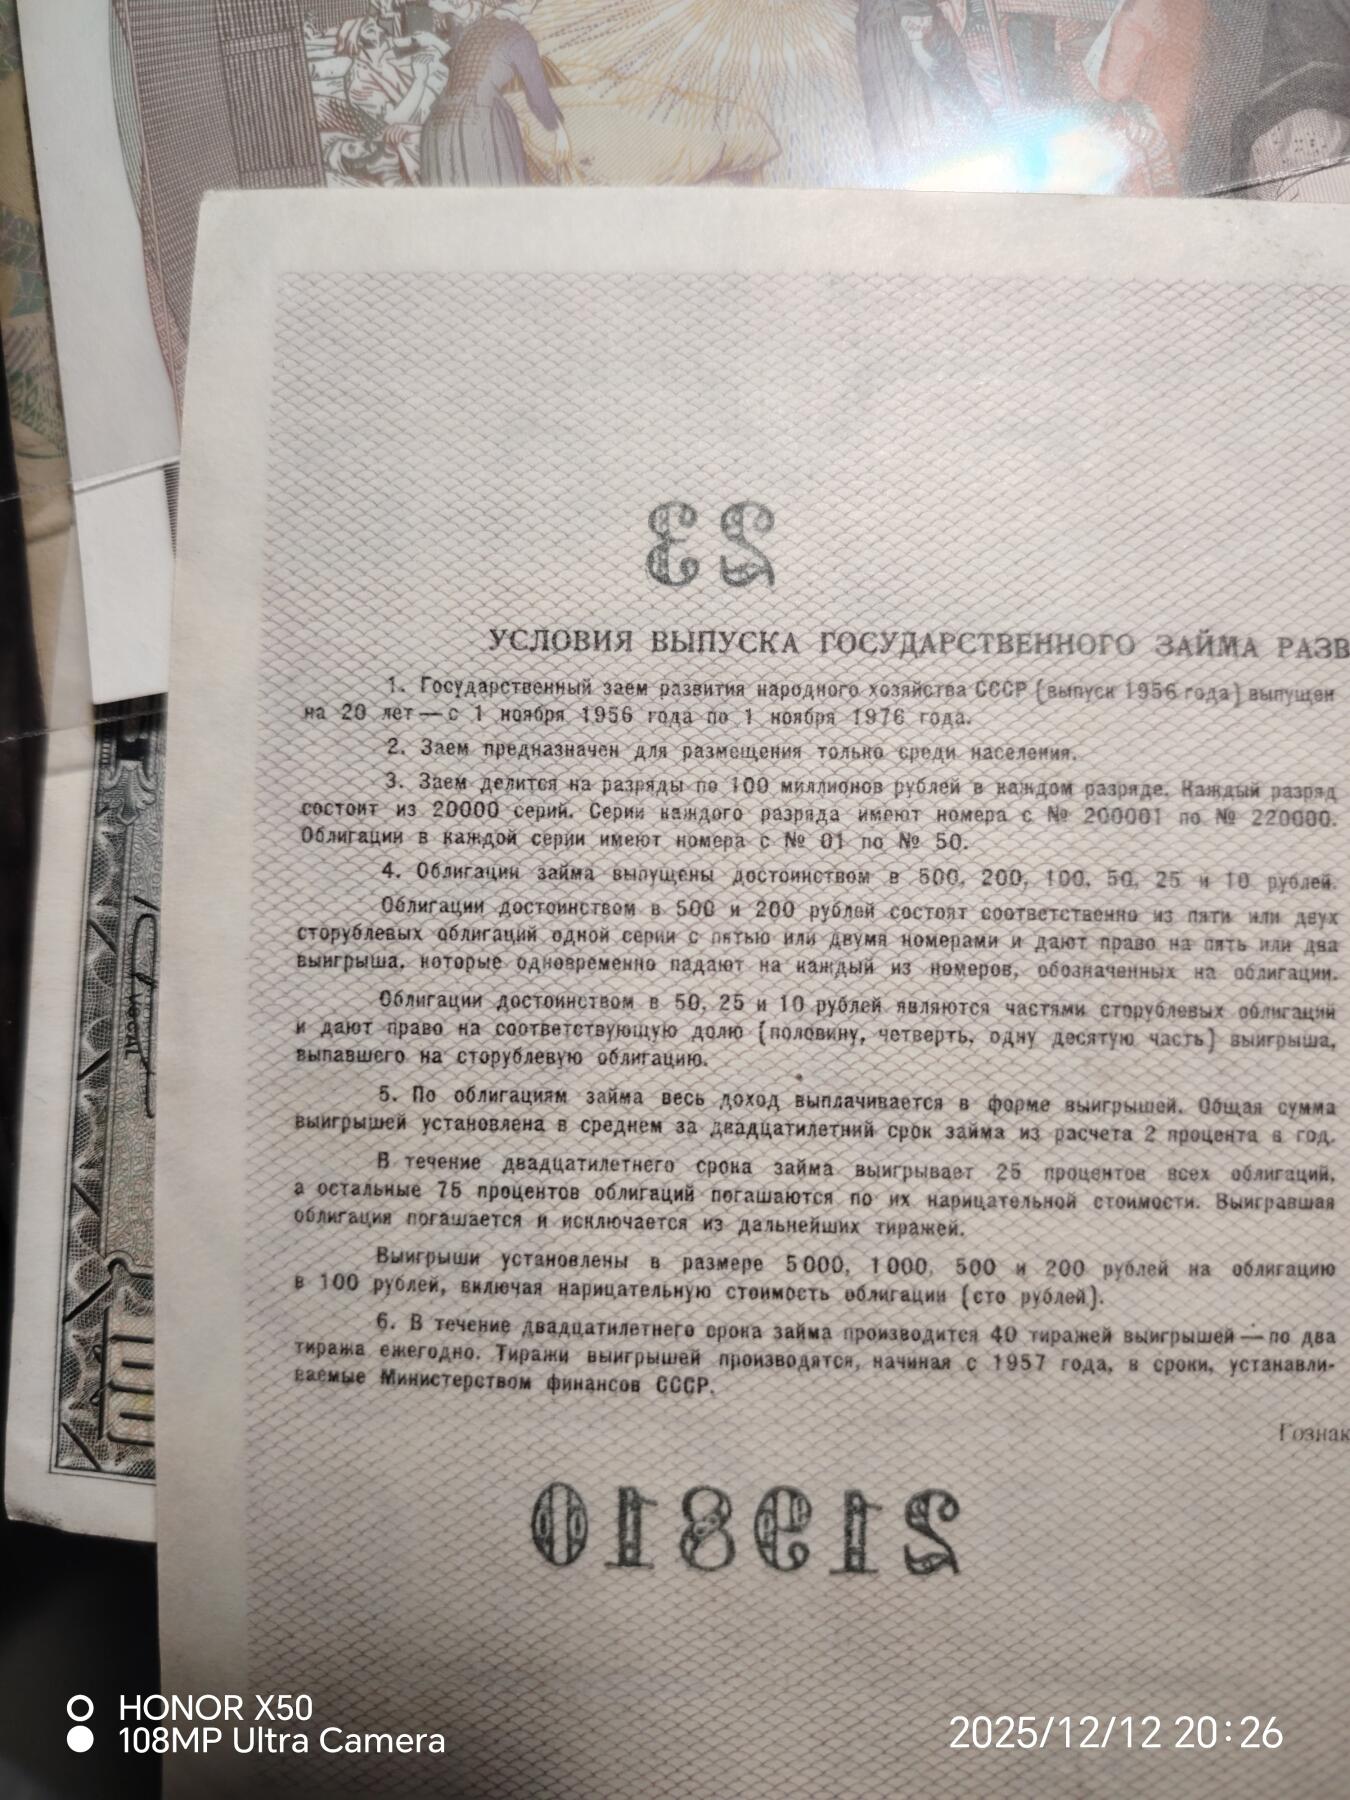 23
УСЛОВИЯ ВЫПУСКА ГОСУДАРСТВЕННОГО ЗАЙМА РАЗВ
1. Государственный заем развития народного хозяйства СССР (выпуск 1956 года) выпущен
на 20 лет — с 1 ноября 1956 года по 1 ноября 1976 года.
2. Заем предназначен для размещения только среди населения.
3. Заем делится на разряды по 100 миллионов рублей в каждом разряде. Каждый разряд
состоит из 20000 серий. Серии каждого разряда имеют номера с № 200001 по № 220000.
Облигации в каждой серии имеют номера с № 01 по № 50.
4. Облигации займа выпущены достоинством в 500, 200, 100, 50, 25 и 10 рублей.
Облигации достоинством в 500 и 200 рублей состоят соответственно из пяти или двух
сторублевых облигаций одной серии с пятью или двумя номерами и дают право на пять или два
выигрыша, которые одновременно падают на каждый из номеров, обозначенных на облигации.
Облигации достоинством в 50, 25 и 10 рублей являются частями сторублевых облигаций
и дают право на соответствующую долю (половину, четверть, одну десятую часть) выигрыша,
выпавшего на сторублевую облигацию.
5. По облигациям займа весь доход выплачивается в форме выигрышей. Общая сумма
выигрышей установлена в среднем за двадцатилетний срок займа из расчета 2 процента в год.
В течение двадцатилетнего срока займа выигрывает 25 процентов всех облигаций,
а остальные 75 процентов облигаций погашаются по их нарицательной стоимости. Выигравшая
облигация погашается и исключается из дальнейших тиражей.
Выигрыши установлены в размере 5000, 1000, 500 и 200 рублей на облигацию
в 100 рублей, включая нарицательную стоимость облигации (сто рублей).
6. В течение двадцатилетнего срока займа производится 40 тиражей выигрышей — по два
тиража ежегодно. Тиражи выигрышей производятся, начиная с 1957 года, в сроки, устанавли-
ваемые Министерством финансов СССР.
Гознак
219810
VOCAL
HONOR X50
108MP Ultra Camera
2025/12/12 20:26